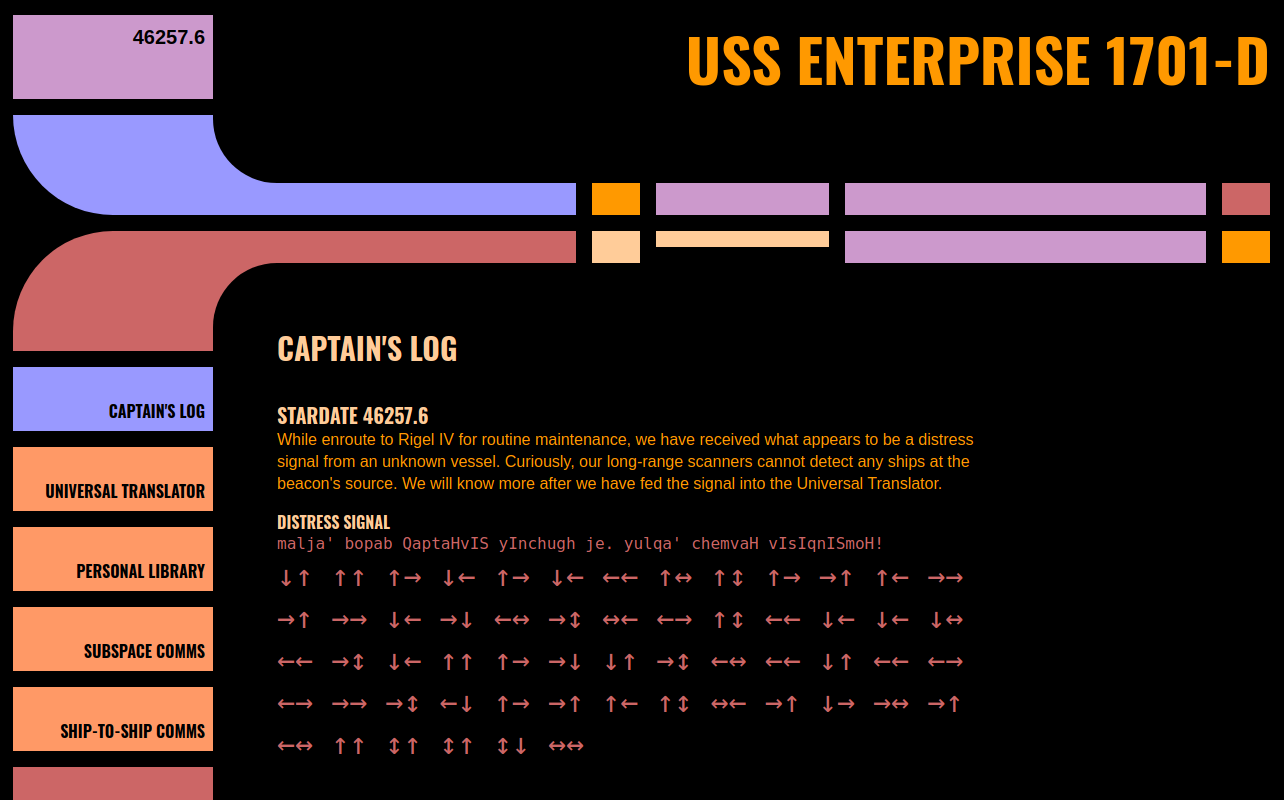 46257.6
USS ENTERPRISE 1701-D
CAPTAIN'S LOG
UNIVERSAL TRANSLATOR
PERSONAL LIBRARY
SUBSPACE COMMS
SHIP-TO-SHIP COMMS
CAPTAIN'S LOG
STARDATE 46257.6
While enroute to Rigel IV for routine maintenance, we have received what appears to be a distress
signal from an unknown vessel. Curiously, our long-range scanners cannot detect any ships at the
beacon's source. We will know more after we have fed the signal into the Universal Translator.
DISTRESS SIGNAL
malja' bopab QaptaHvIS yInchugh je. yulqa' chemvaH vIsIqnISmoH!
↓↑ ↑↑ ↑→ ↓← ↑→ ↓← ←← ↑↔ ↑↕ ↑→ →↑ ↑← →→
→↑ →→ ↓← →↓ ←↔ →↕ ↔← ←→ ↑↕ ←← ↓← ↓← ↓↔
←← →↕ ↓← ↑↑ ↑→ →↓ ↓↑ →↕ ←↔ ←← ↓↑ ←← ←→
←→ →→ →↕ ←↓ ↑→ →↑ ↑← ↑↕ ↔← →↑ ↓→ →↔ →↑
←↔ ↑↑ ↕↑ ↕↑ ↕↓ ↔↔